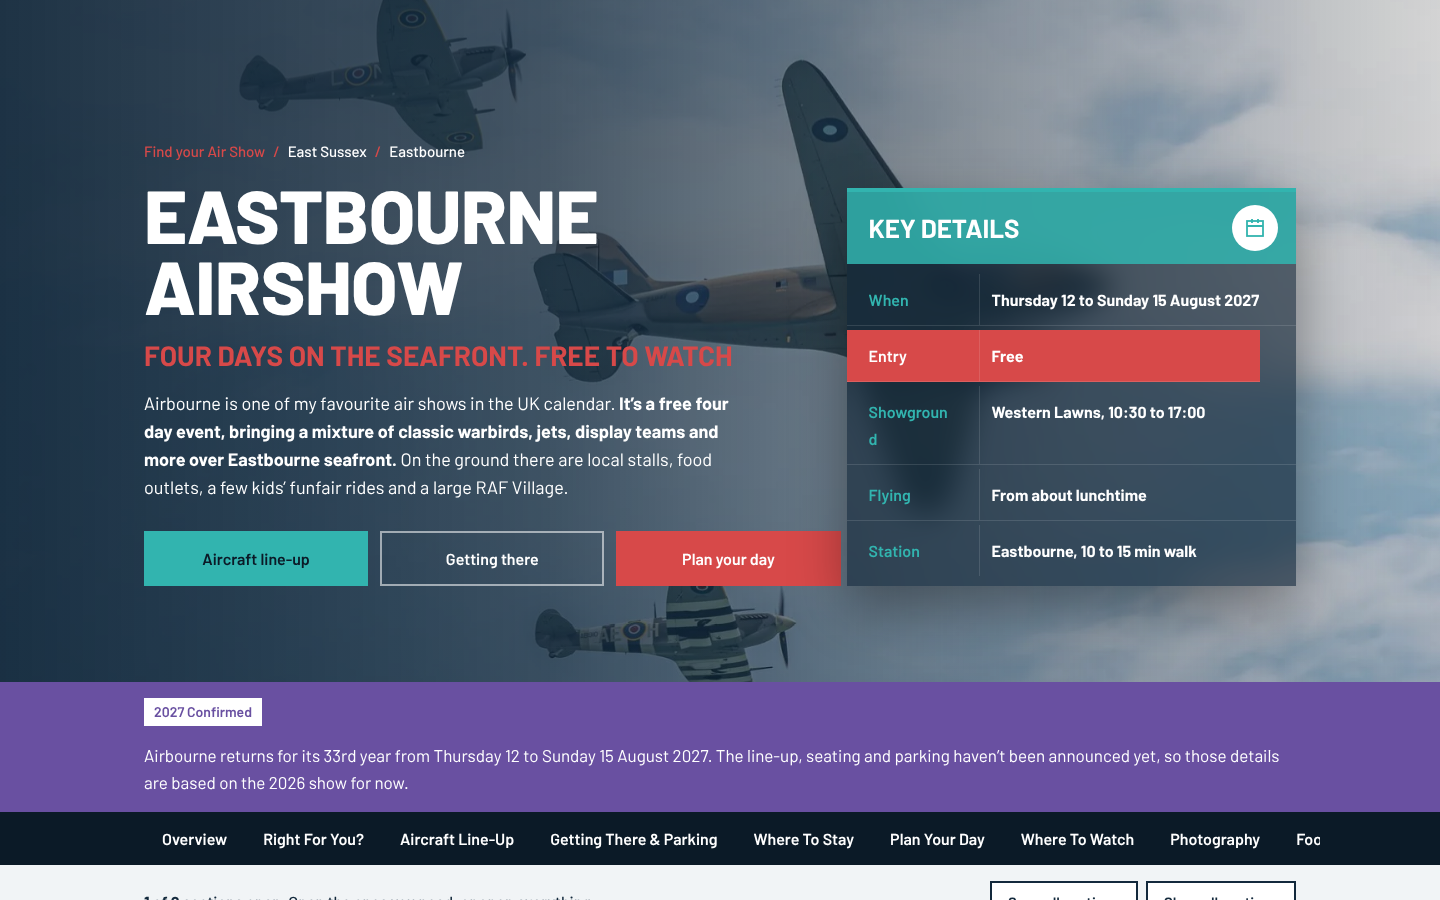 Find your Air Show / East Sussex / Eastbourne
EASTBOURNE
AIRSHOW
FOUR DAYS ON THE SEAFRONT. FREE TO WATCH
Airbourne is one of my favourite air shows in the UK calendar. It’s a free four
day event, bringing a mixture of classic warbirds, jets, display teams and
more over Eastbourne seafront. On the ground there are local stalls, food
outlets, a few kids’ funfair rides and a large RAF Village.
Aircraft line-up
Getting there
Plan your day
KEY DETAILS
When Thursday 12 to Sunday 15 August 2027
Entry Free
Showgroun Western Lawns, 10:30 to 17:00
d
Flying From about lunchtime
Station Eastbourne, 10 to 15 min walk
2027 Confirmed
Airbourne returns for its 33rd year from Thursday 12 to Sunday 15 August 2027. The line-up, seating and parking haven’t been announced yet, so those details
are based on the 2026 show for now.
Overview Right For You? Aircraft Line-Up Getting There & Parking Where To Stay Plan Your Day Where To Watch Photography